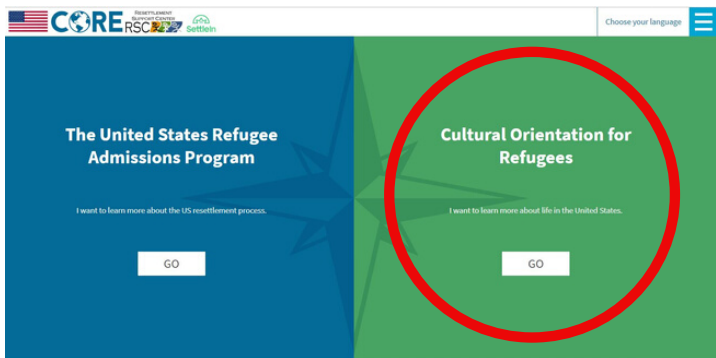 CORE
RESETTLEMENT
SUPPORT CENTER
RSC
Settlein
Choose your language
The United States Refugee
Admissions Program
I want to learn more about the US resettlement process.
GO
Cultural Orientation for
Refugees
I want to learn more about life in the United States.
GO